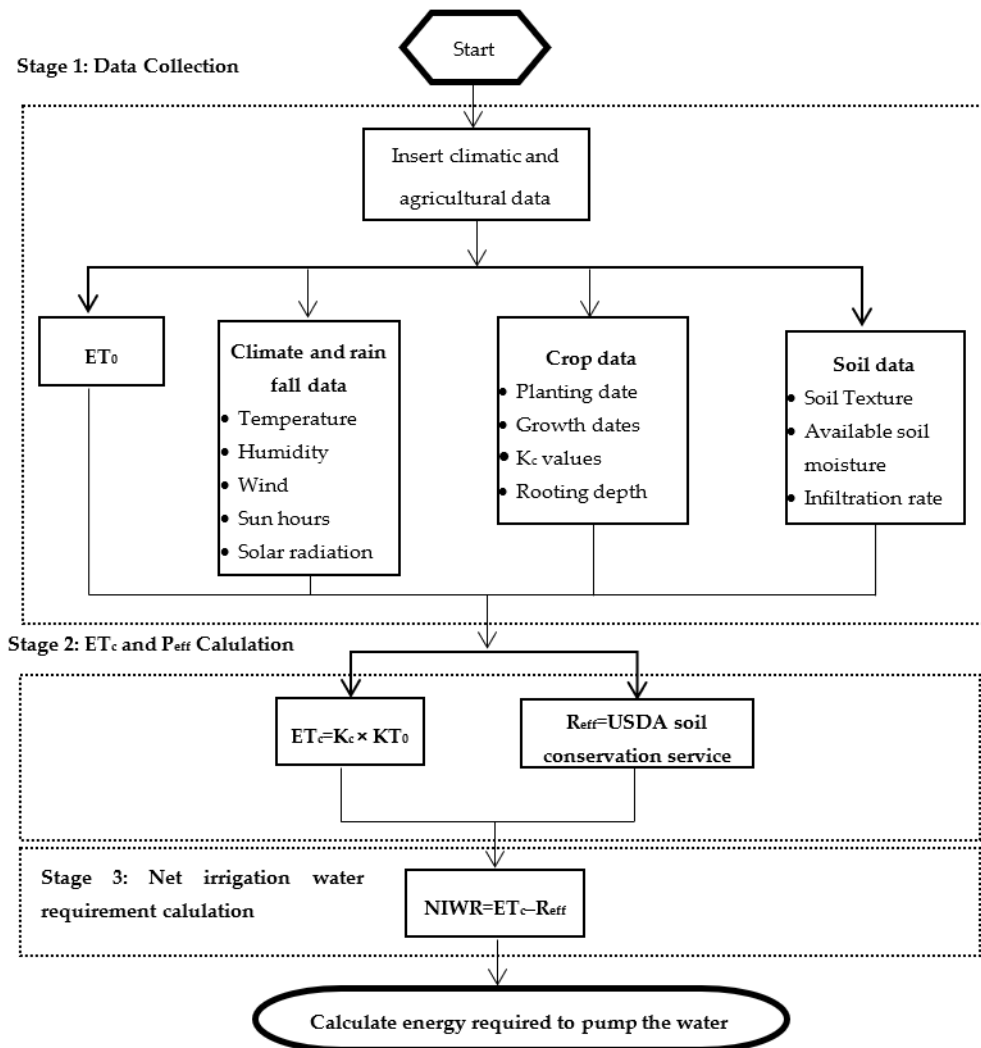 Start
Stage 1: Data Collection
Insert climatic and
agricultural data
ET₀
Climate and rain
fall data
• Temperature
• Humidity
• Wind
• Sun hours
• Solar radiation
Crop data
• Planting date
• Growth dates
• Kc values
• Rooting depth
Soil data
• Soil Texture
• Available soil
moisture
• Infiltration rate
Stage 2: ETc and Peff Calulation
ETc=Kc × KT₀
Reff=USDA soil
conservation service
Stage 3: Net irrigation water
requirement calulation
NIWR=ETc–Reff
Calculate energy required to pump the water